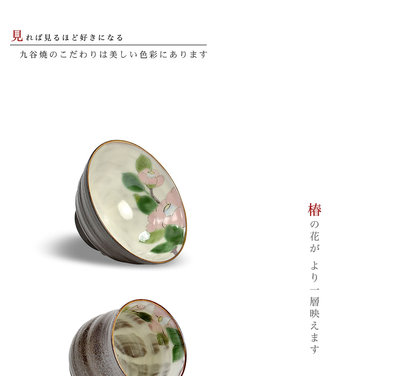 見れば見るほど好きになる
九谷焼のこだわりは美しい色彩にあります
椿の花が より一層映えます